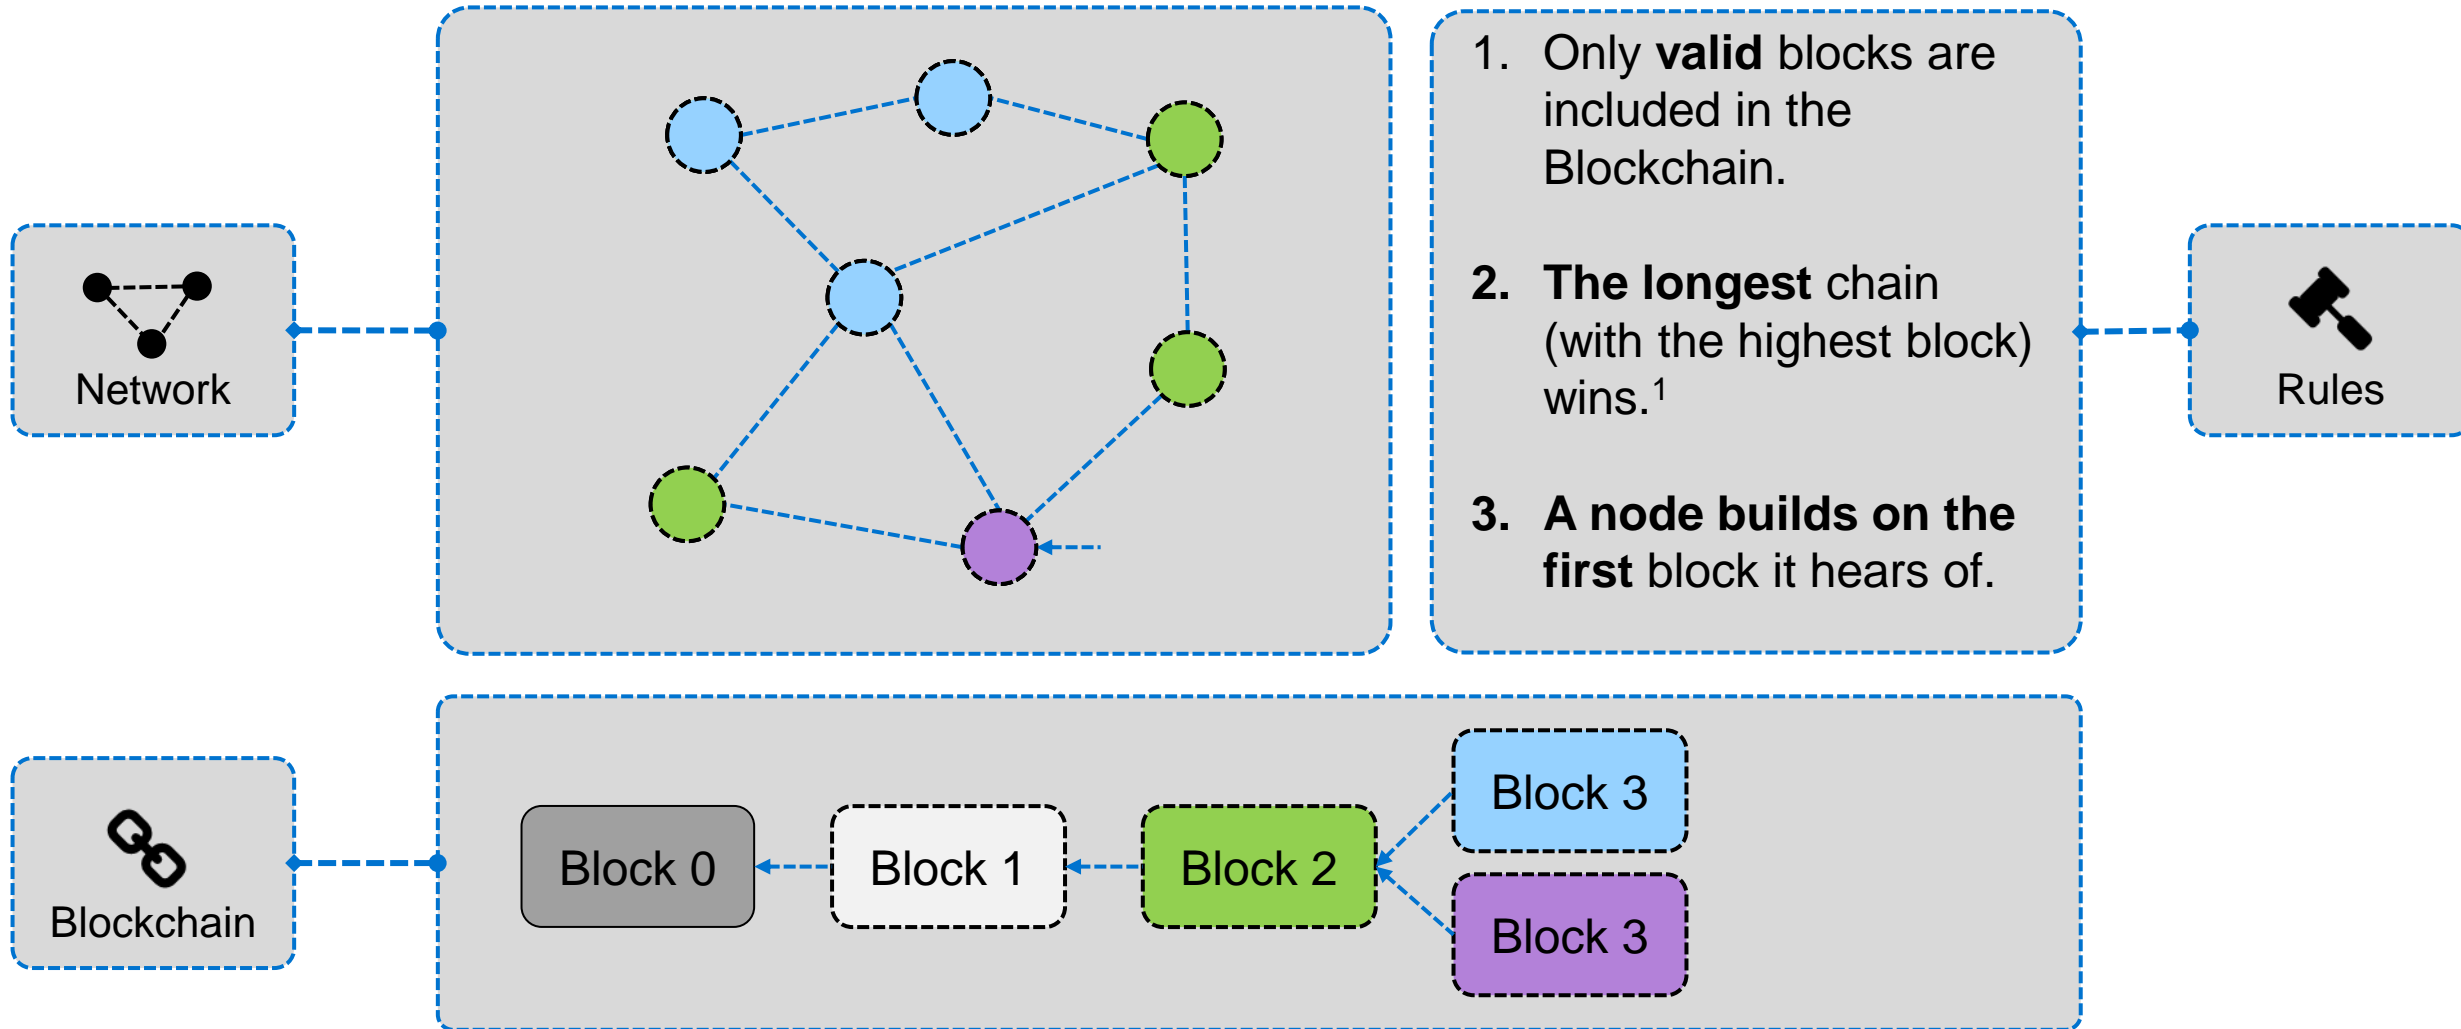 Network
1. Only valid blocks are
included in the
Blockchain.
2. The longest chain
(with the highest block)
wins.¹
3. A node builds on the
first block it hears of.
Rules
Blockchain
Block 0
Block 1
Block 2
Block 3
Block 3